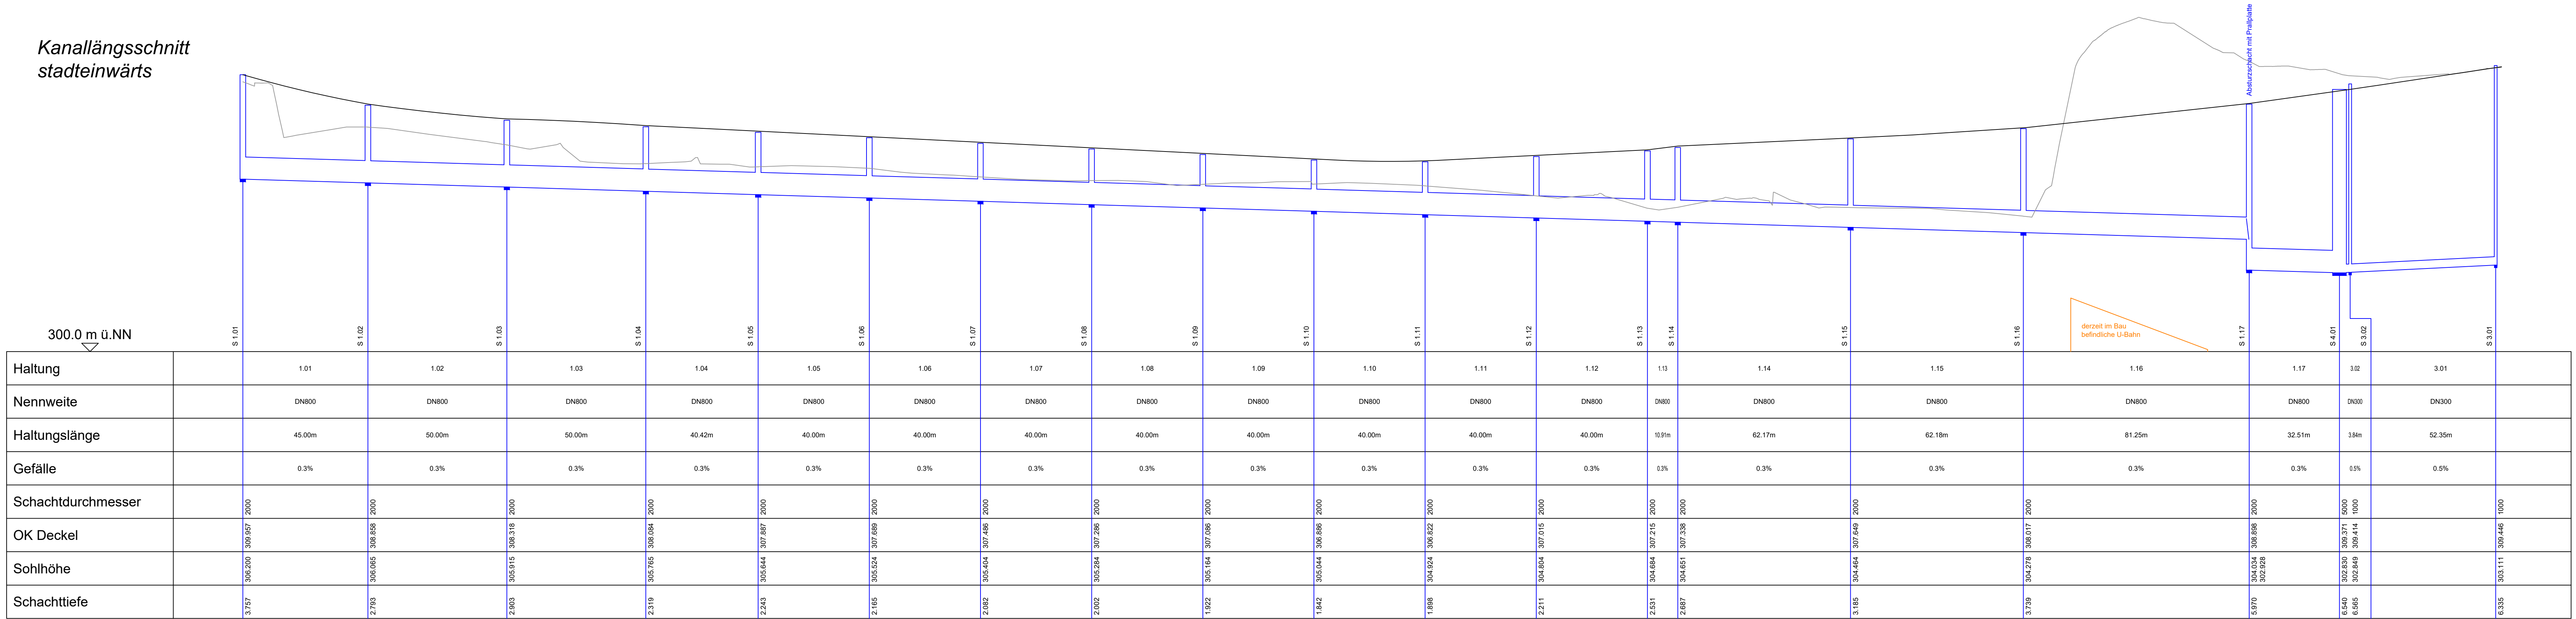 Kanallängsschnitt
stadteinwärts
Absturzschacht mit Prallplatte
300.0 m ü.NN
S 1.01 S 1.02 S 1.03 S 1.04 S 1.05 S 1.06 S 1.07 S 1.08 S 1.09 S 1.10 S 1.11 S 1.12 S 1.13 S 1.14 S 1.15 S 1.16 S 1.17 S 4.01 S 3.02 S 3.01
derzeit im Bau
befindliche U-Bahn
Haltung 1.01 1.02 1.03 1.04 1.05 1.06 1.07 1.08 1.09 1.10 1.11 1.12 1.13 1.14 1.15 1.16 1.17 3.02 3.01
Nennweite DN800 DN800 DN800 DN800 DN800 DN800 DN800 DN800 DN800 DN800 DN800 DN800 DN800 DN800 DN800 DN800 DN800 DN300 DN300
Haltungslänge 45.00m 50.00m 50.00m 40.42m 40.00m 40.00m 40.00m 40.00m 40.00m 40.00m 40.00m 40.00m 10.91m 62.17m 62.18m 81.25m 32.51m 3.84m 52.35m
Gefälle 0.3% 0.3% 0.3% 0.3% 0.3% 0.3% 0.3% 0.3% 0.3% 0.3% 0.3% 0.3% 0.3% 0.3% 0.3% 0.3% 0.3% 0.5% 0.5%
Schachtdurchmesser 2000 2000 2000 2000 2000 2000 2000 2000 2000 2000 2000 2000 2000 2000 2000 2000 2000 5000 1000 1000
OK Deckel 309.957 308.858 308.318 308.084 307.887 307.689 307.486 307.286 307.086 306.886 306.822 307.015 307.215 307.338 307.649 308.017 308.898 309.371 309.414 309.446
Sohlhöhe 306.200 306.065 305.915 305.765 305.644 305.524 305.404 305.284 305.164 305.044 304.924 304.804 304.684 304.651 304.464 304.278 304.034 302.928 302.830 302.849 303.111
Schachttiefe 3.757 2.793 2.903 2.319 2.243 2.165 2.082 2.002 1.922 1.842 1.898 2.211 2.531 2.687 3.185 3.739 5.970 6.540 6.565 6.335